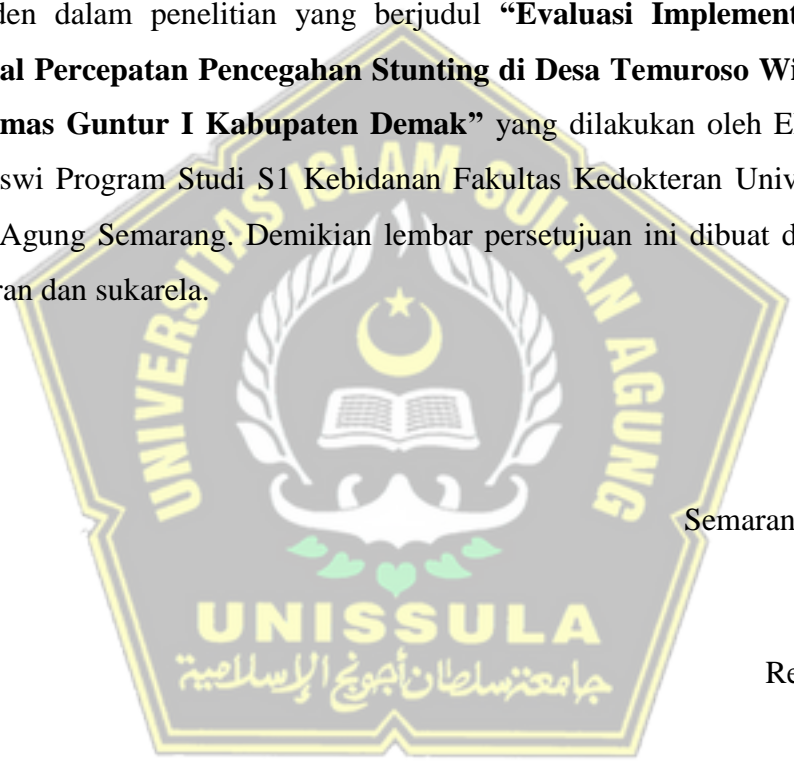 den dalam penelitian yang berjudul “Evaluasi Implement
al Percepatan Pencegahan Stunting di Desa Temuroso Wi
mas Guntur I Kabupaten Demak” yang dilakukan oleh E
swi Program Studi S1 Kebidanan Fakultas Kedokteran Univ
Agung Semarang. Demikian lembar persetujuan ini dibuat d
ran dan sukarela.
UNIVERSITAS ISLAM SULTAN AGUNG
Semaran
UNISSULA
جامعتنسلطان أجونج الإسلامية
Re